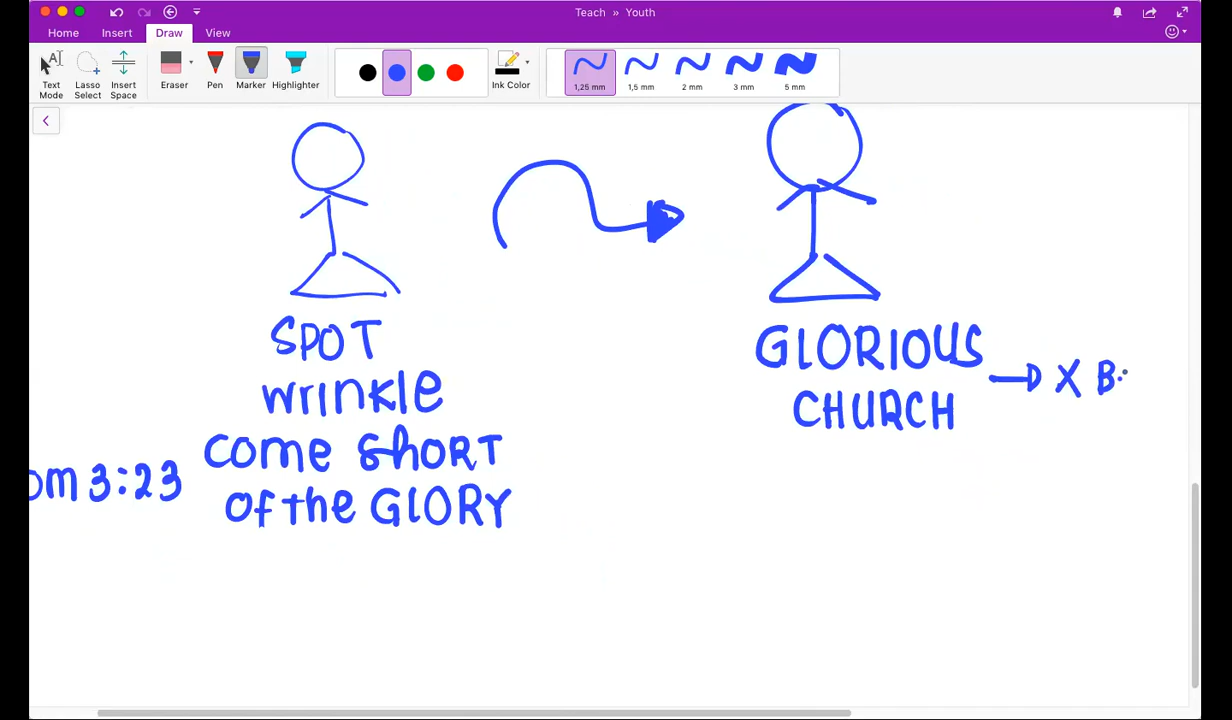 Teach » Youth
Home Insert Draw View
Text Mode
Lasso Select
Insert Space
Eraser
Pen
Marker
Highlighter
Ink Color
1,25 mm
1,5 mm
2 mm
3 mm
5 mm
SPOT
wrinkle
come short
of the GLORY
om 3:23
GLORIOUS
CHURCH
X B